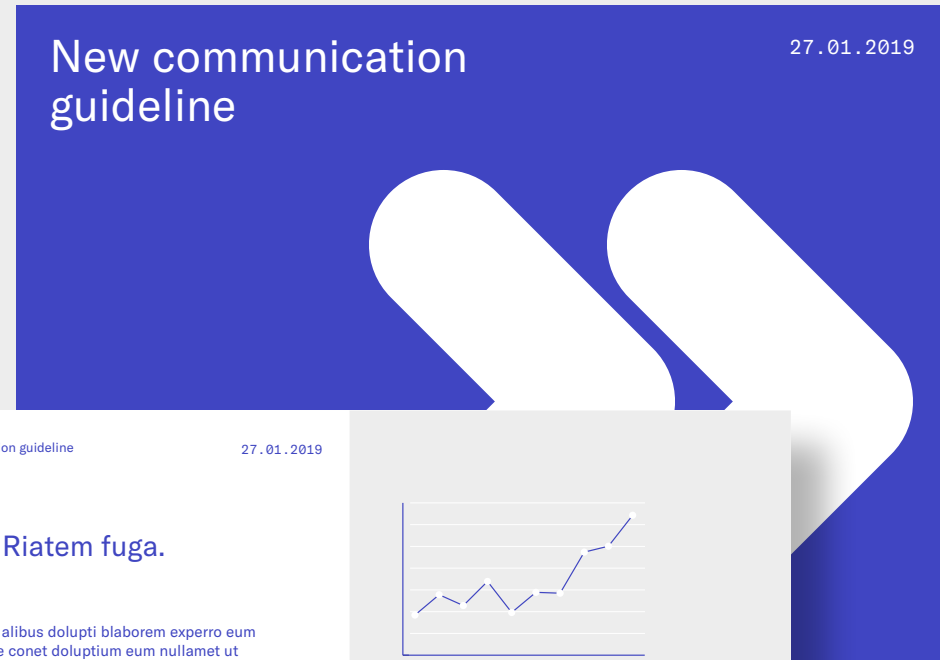 New communication
guideline
27.01.2019
on guideline
27.01.2019
Riatem fuga.
alibus dolupti blaborem experro eum
conet doluptium eum nullamet ut